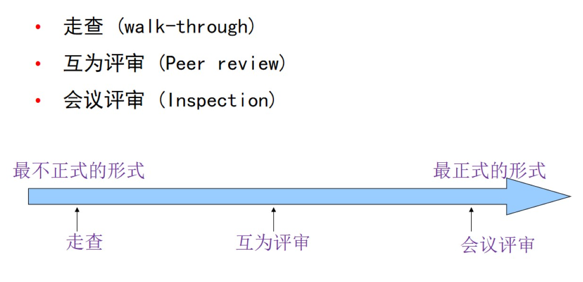 • 走查 (walk-through)
• 互为评审 (Peer review)
• 会议评审 (Inspection)
最不正式的形式 最正式的形式
走查 互为评审 会议评审